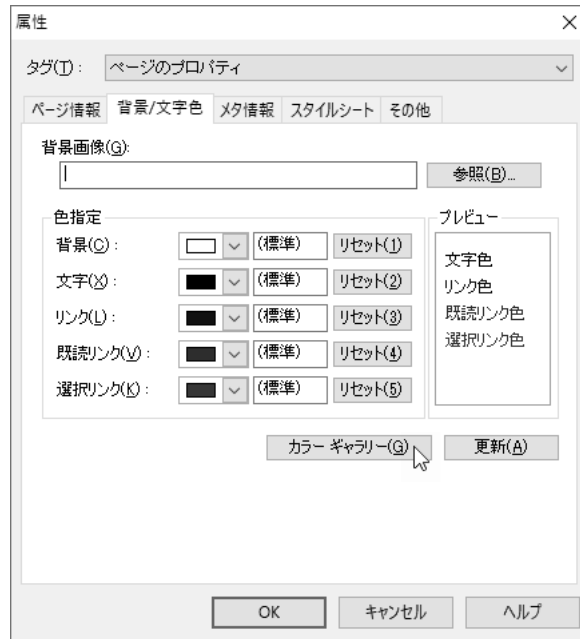 属性
タグ(T): ページのプロパティ
ページ情報 背景/文字色 メタ情報 スタイルシート その他
背景画像(G):
参照(B)...
色指定
背景(C): (標準) リセット(1)
文字(X): (標準) リセット(2)
リンク(L): (標準) リセット(3)
既読リンク(V): (標準) リセット(4)
選択リンク(K): (標準) リセット(5)
プレビュー
文字色
リンク色
既読リンク色
選択リンク色
カラー ギャラリー(G)... 更新(A)
OK キャンセル ヘルプ